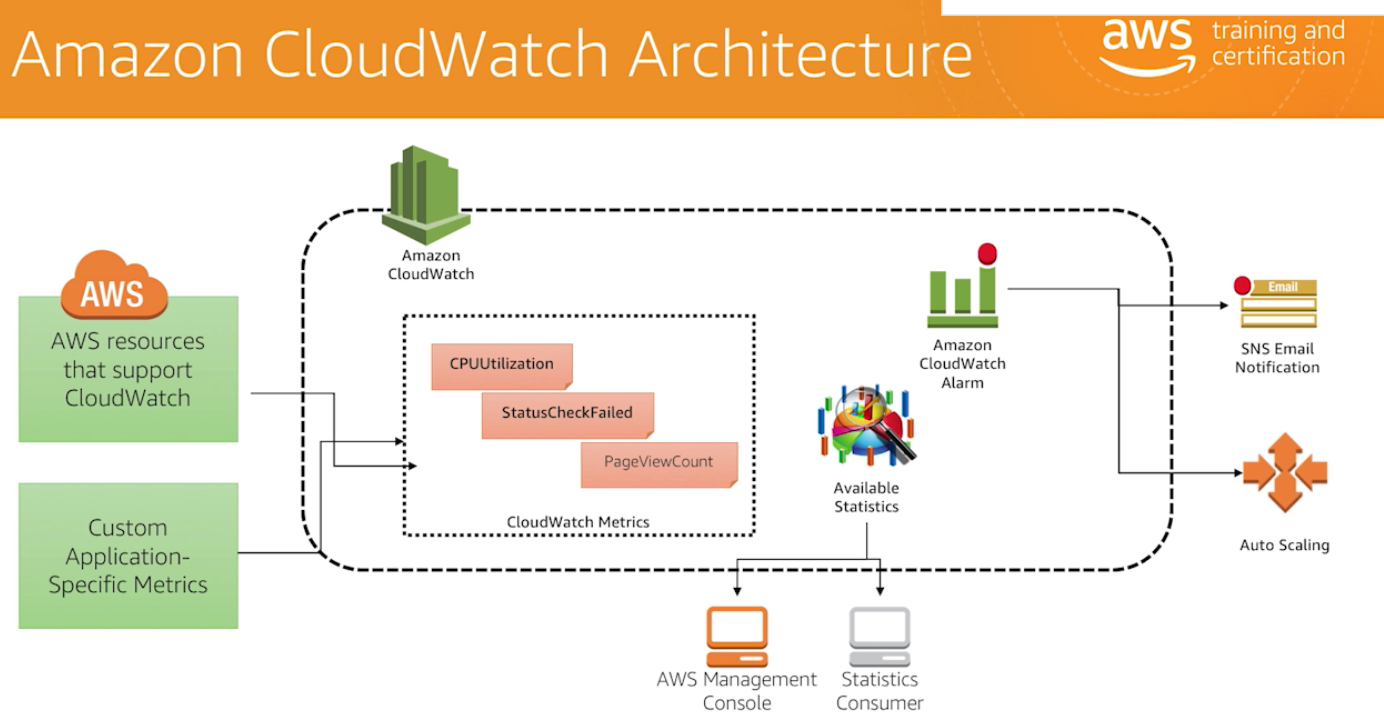 Amazon CloudWatch Architecture
aws
training and
certification
Amazon
CloudWatch
AWS
AWS resources
that support
CloudWatch
Custom
Application-
Specific Metrics
CPUUtilization
StatusCheckFailed
PageViewCount
CloudWatch Metrics
Available
Statistics
Amazon
CloudWatch
Alarm
Email
SNS Email
Notification
Auto Scaling
AWS Management
Console
Statistics
Consumer